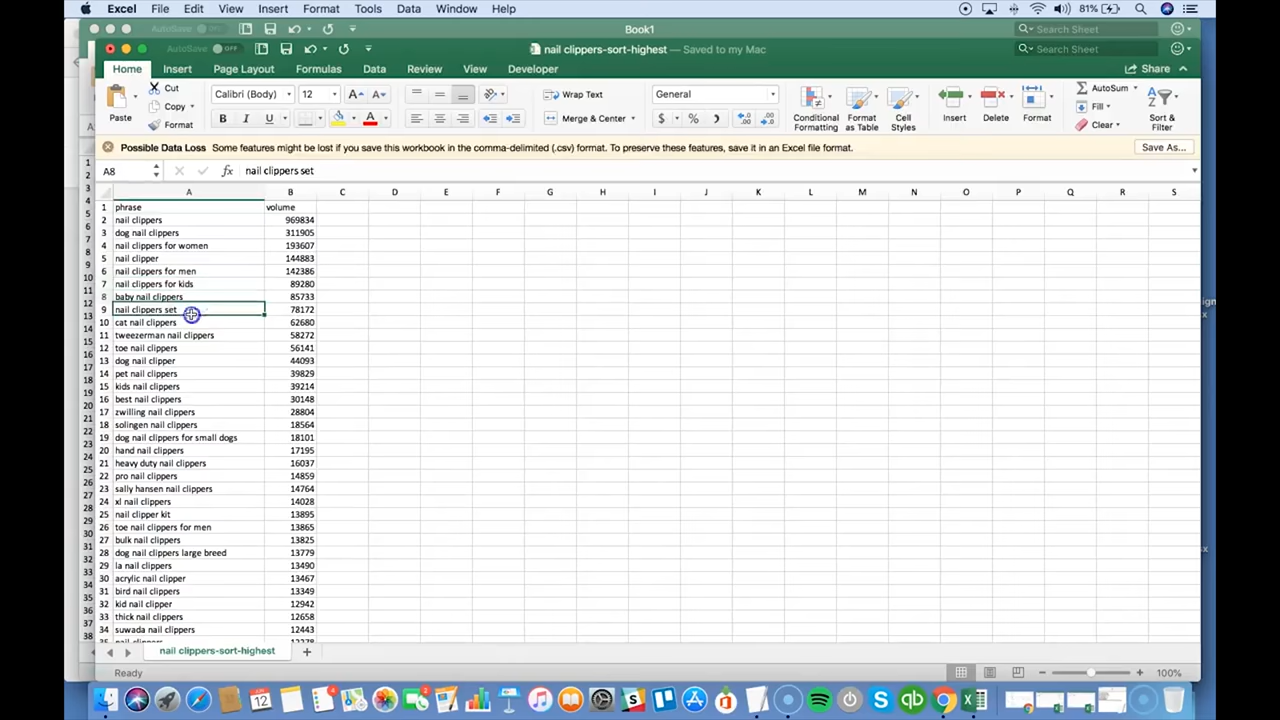 Excel File Edit View Insert Format Tools Data Window Help 81%
AutoSave OFF Book1 Search Sheet
AutoSave OFF nail clippers-sort-highest — Saved to my Mac Search Sheet
Home Insert Page Layout Formulas Data Review View Developer Share
Paste Cut Copy Format
Calibri (Body) 12 A A
B I U A
Wrap Text
Merge & Center
General
$ %
Conditional Formatting
Format as Table
Cell Styles
Insert Delete Format
AutoSum
Fill
Clear
Sort & Filter
Possible Data Loss Some features might be lost if you save this workbook in the comma-delimited (.csv) format. To preserve these features, save it in an Excel file format. Save As...
A8 fx nail clippers set
A B C D E F G H I J K L M N O P Q R S
1 phrase volume
2 nail clippers 969834
3 dog nail clippers 311905
4 nail clippers for women 193607
5 nail clipper 144883
6 nail clippers for men 142386
7 nail clippers for kids 89280
8 baby nail clippers 85733
9 nail clippers set 78172
10 cat nail clippers 62680
11 tweezerman nail clippers 58272
12 toe nail clippers 56141
13 dog nail clipper 44093
14 pet nail clippers 39829
15 kids nail clippers 39214
16 best nail clippers 30148
17 zwilling nail clippers 28804
18 solingen nail clippers 18564
19 dog nail clippers for small dogs 18101
20 hand nail clippers 17195
21 heavy duty nail clippers 16037
22 pro nail clippers 14859
23 sally hansen nail clippers 14764
24 xl nail clippers 14028
25 nail clipper kit 13895
26 toe nail clippers for men 13865
27 bulk nail clippers 13825
28 dog nail clippers large breed 13779
29 la nail clippers 13490
30 acrylic nail clipper 13467
31 bird nail clippers 13349
32 kid nail clipper 12942
33 thick nail clippers 12658
34 suwada nail clippers 12443
nail clippers-sort-highest +
Ready 100%